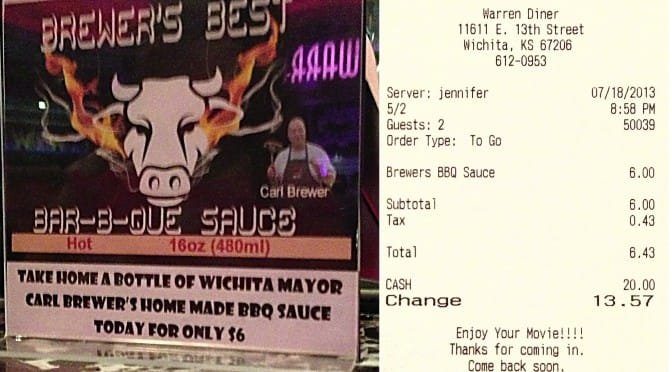 BREWER'S BEST
Carl Brewer
BAR-B-QUE SAUCE
Hot 16oz (480ml)
TAKE HOME A BOTTLE OF WICHITA MAYOR
CARL BREWER'S HOME MADE BBQ SAUCE
TODAY FOR ONLY $6
Warren Diner
11611 E. 13th Street
Wichita, KS 67206
612-0953
Server: jennifer 07/18/2013
5/2 8:58 PM
Guests: 2 50039
Order Type: To Go
Brewers BBQ Sauce 6.00
Subtotal 6.00
Tax 0.43
Total 6.43
CASH 20.00
Change 13.57
Enjoy Your Movie!!!!
Thanks for coming in.
Come back soon.